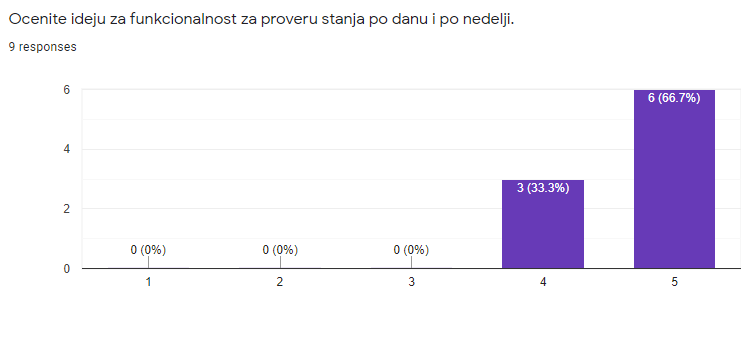 Ocenite ideju za funkcionalnost za proveru stanja po danu i po nedelji.
9 responses
6
6 (66.7%)
4
3 (33.3%)
2
0 (0%) 0 (0%) 0 (0%)
0
1 2 3 4 5